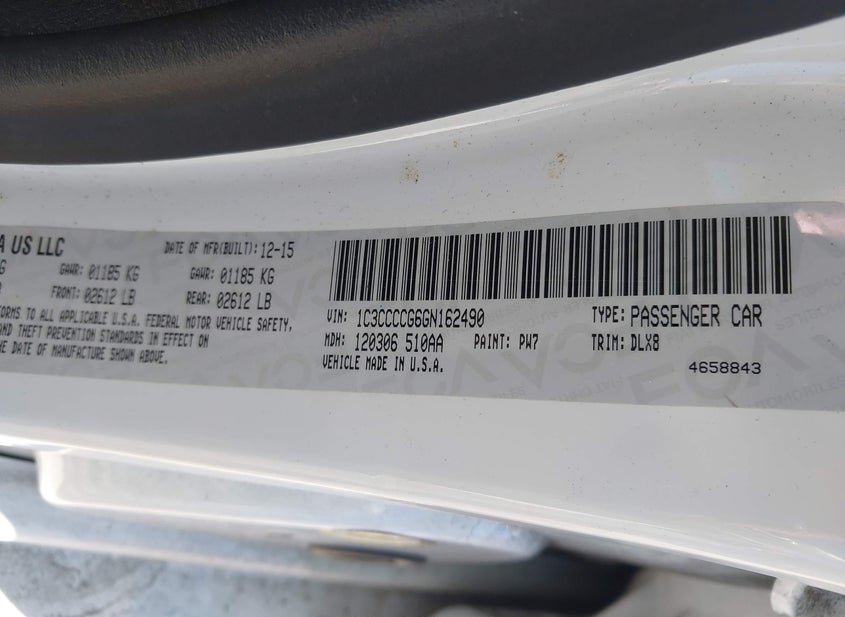 A US LLC
DATE OF MFR(BUILT): 12-15
G GAWR: 01185 KG GAWR: 01185 KG
FRONT: 02612 LB REAR: 02612 LB
FORMS TO ALL APPLICABLE U.S.A. FEDERAL MOTOR VEHICLE SAFETY,
AND THEFT PREVENTION STANDARDS IN EFFECT ON
THE DATE OF MANUFACTURE SHOWN ABOVE.
VIN: 1C3CCCCG6GN162490 TYPE: PASSENGER CAR
MDH: 120306 510AA PAINT: PW7 TRIM: DLX8
VEHICLE MADE IN U.S.A. 4658843